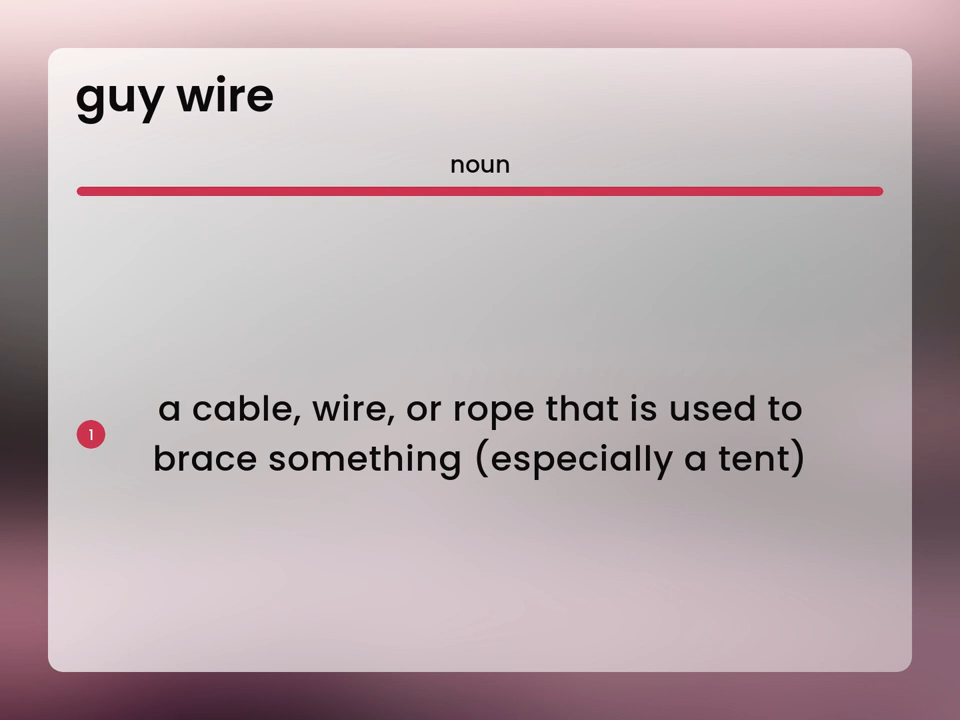 guy wire
noun
1
a cable, wire, or rope that is used to
brace something (especially a tent)